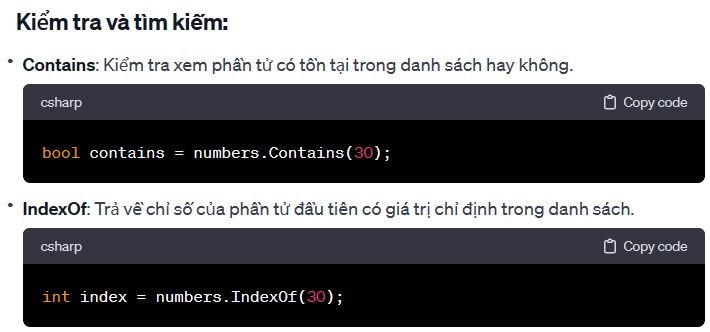 Kiểm tra và tìm kiếm:
Contains: Kiểm tra xem phần tử có tồn tại trong danh sách hay không.
csharp Copy code
bool contains = numbers.Contains(30);
IndexOf: Trả về chỉ số của phần tử đầu tiên có giá trị chỉ định trong danh sách.
csharp Copy code
int index = numbers.IndexOf(30);